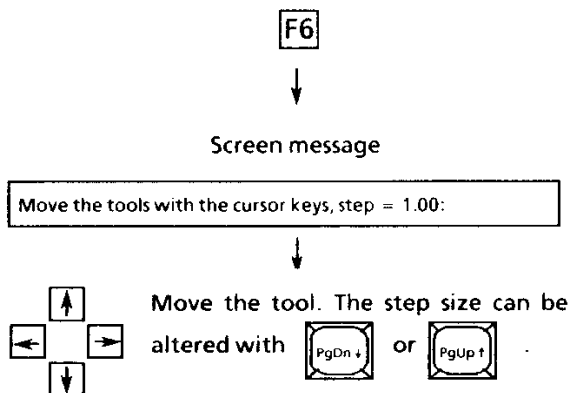 F6
Screen message
Move the tools with the cursor keys, step = 1.00:
Move the tool. The step size can be
altered with PgDn ↓ or PgUp ↑ .